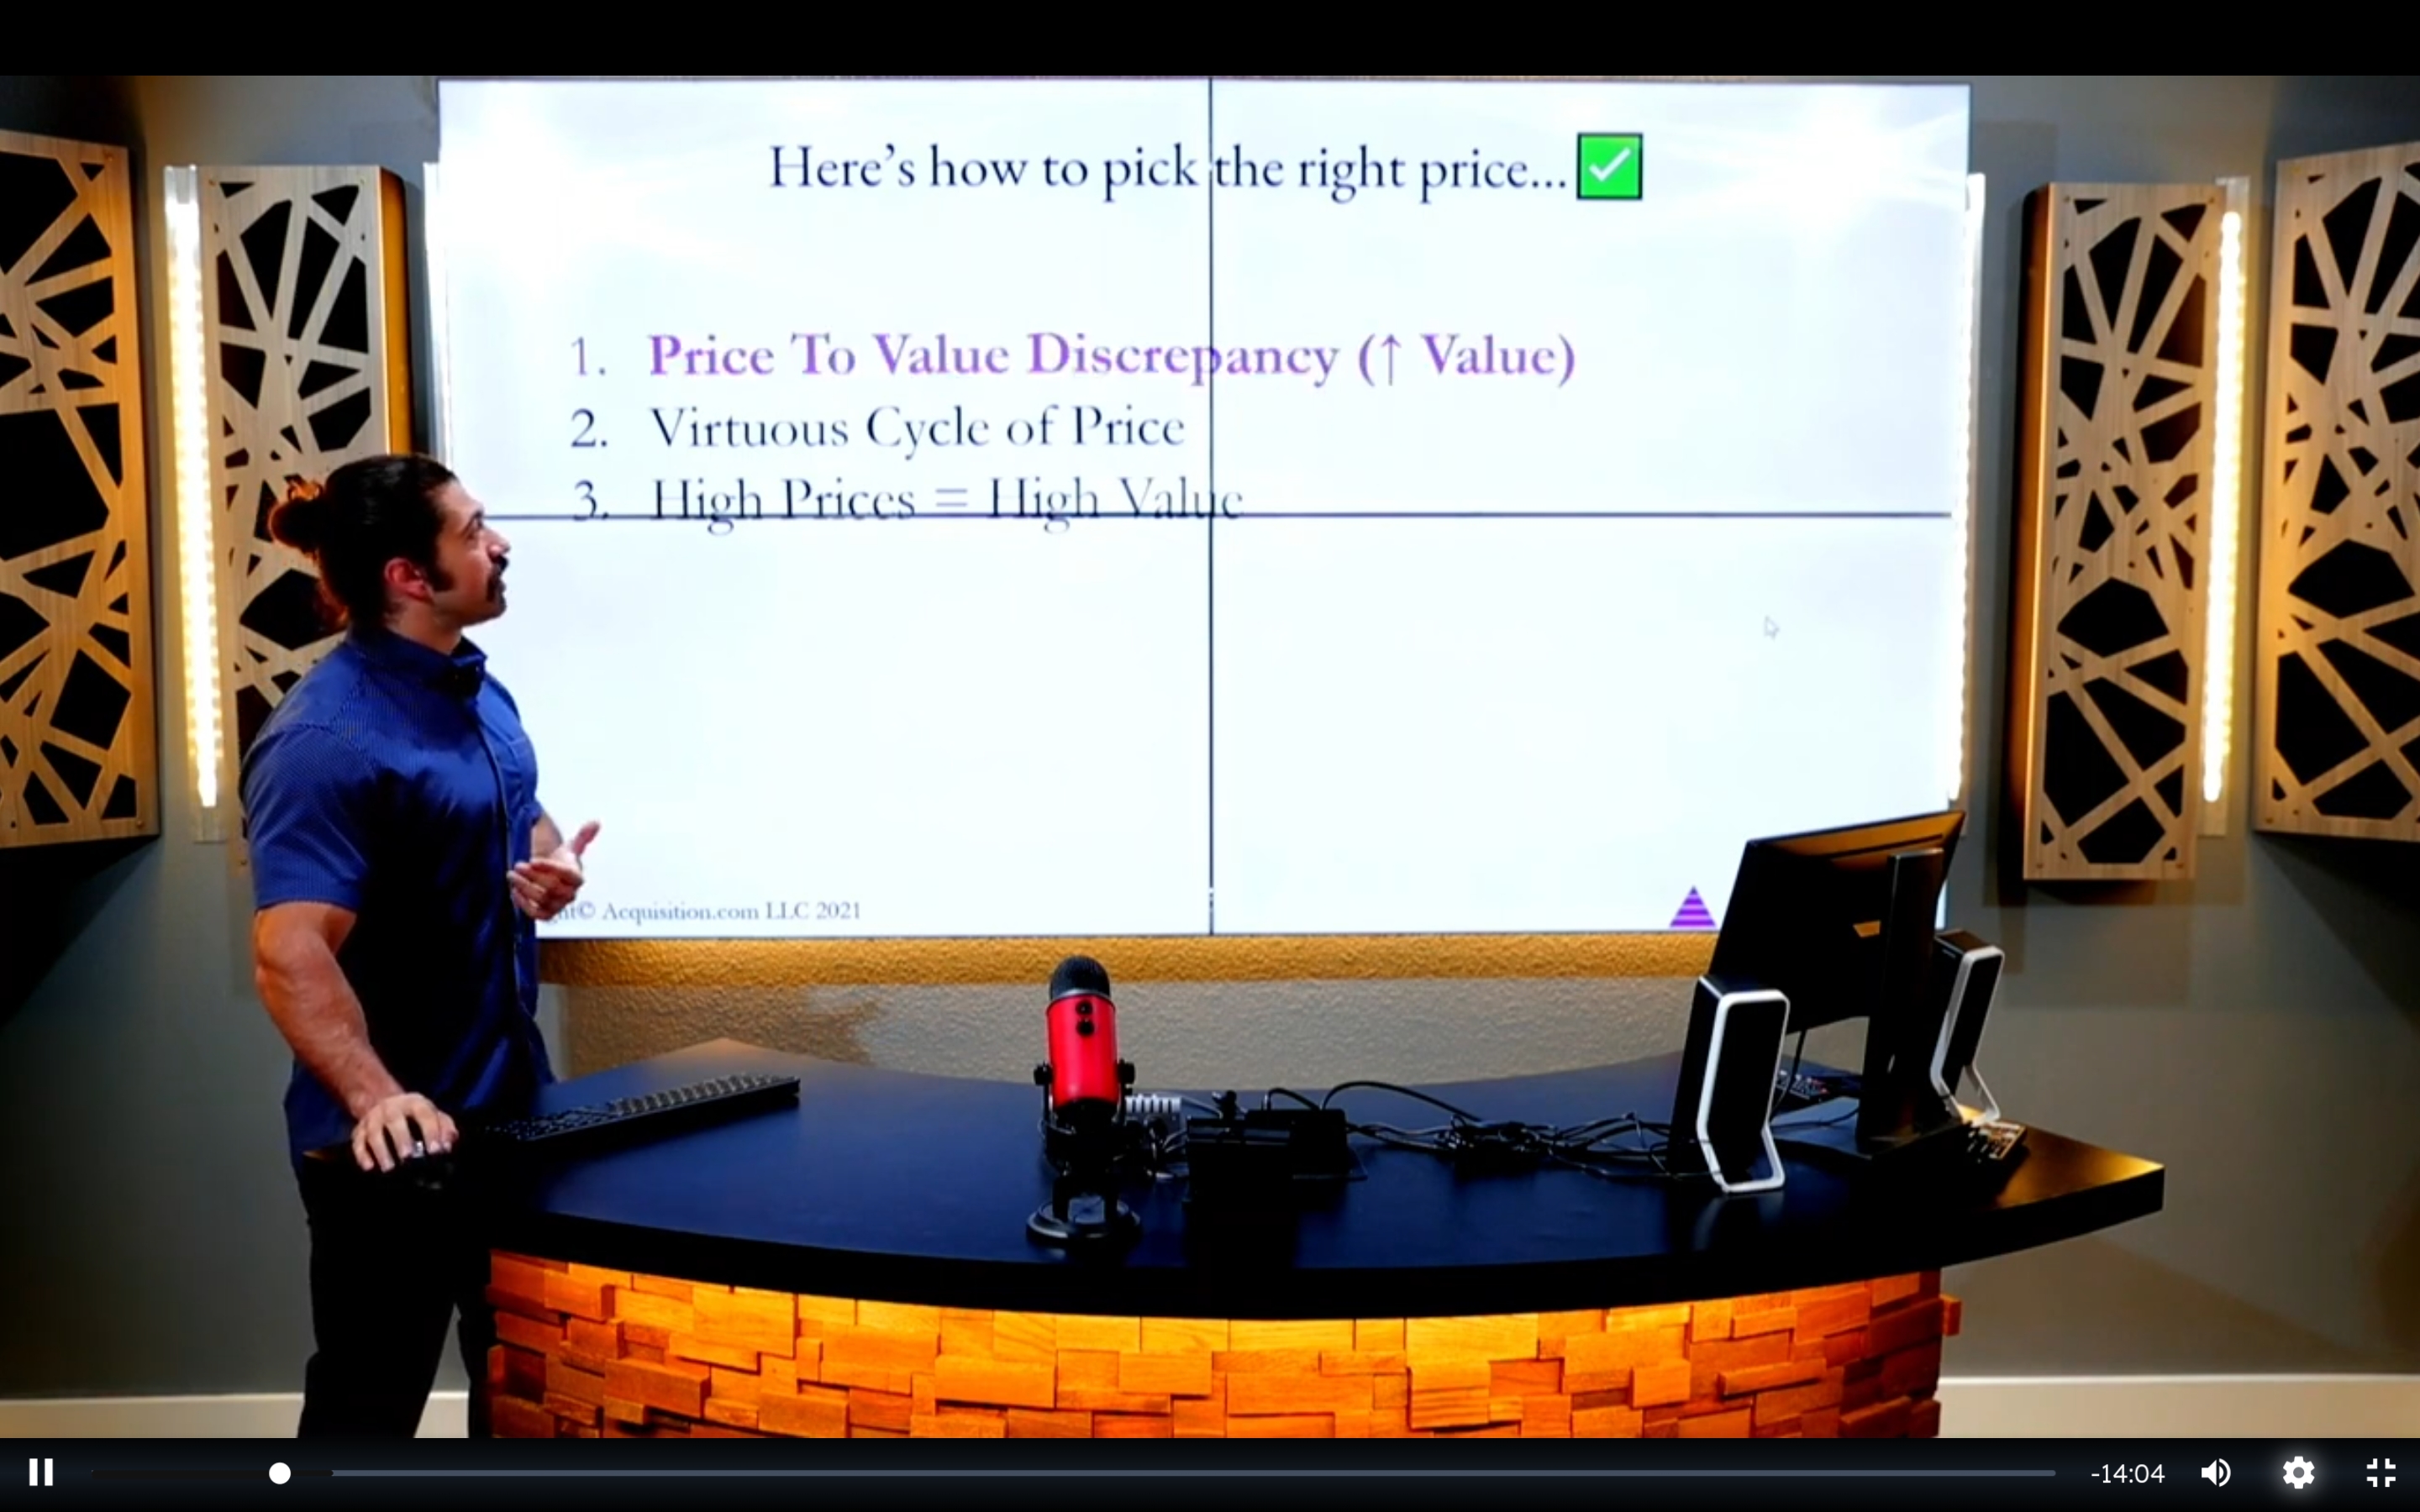 Here’s how to pick the right price...
1. Price To Value Discrepancy (↑ Value)
2. Virtuous Cycle of Price
3. High Prices = High Value
© Acquisition.com LLC 2021
-14:04